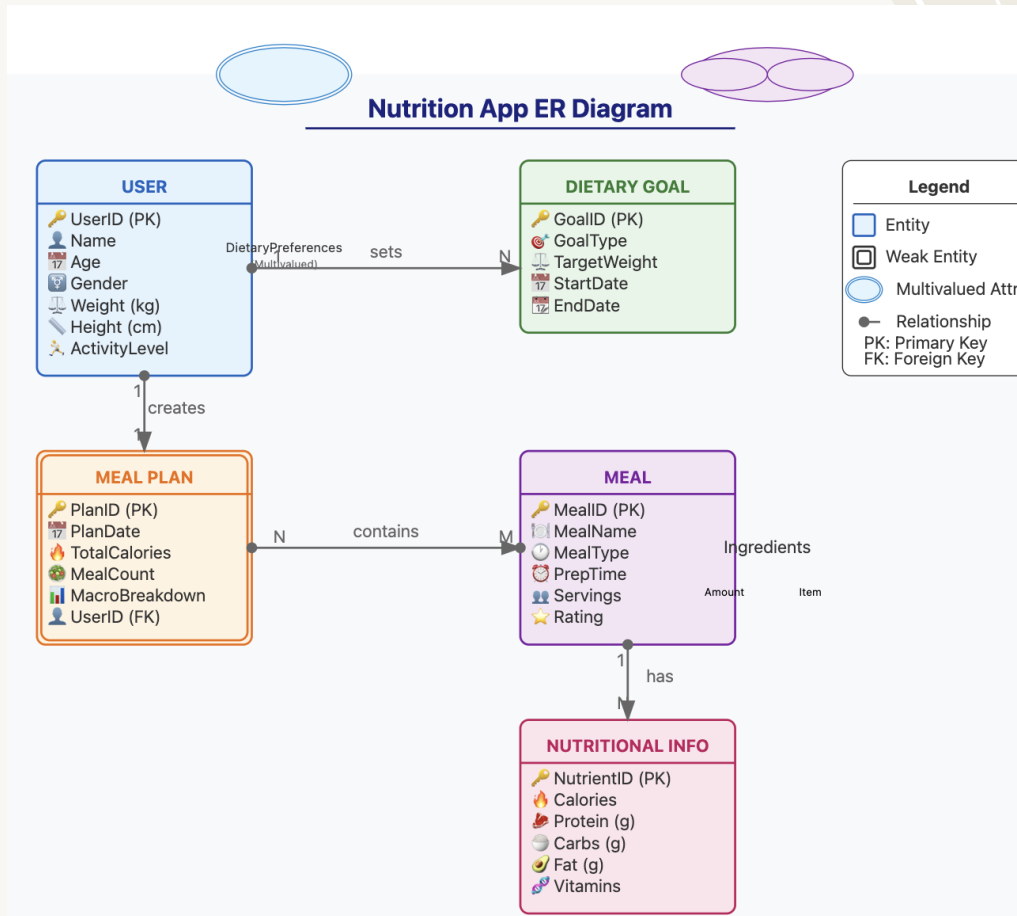 Nutrition App ER Diagram
USER
UserID (PK)
Name
Age
Gender
Weight (kg)
Height (cm)
ActivityLevel
DietaryPreferences
(Multivalued)
1
sets
N
DIETARY GOAL
GoalID (PK)
GoalType
TargetWeight
StartDate
EndDate
Legend
Entity
Weak Entity
Multivalued Attr
Relationship
PK: Primary Key
FK: Foreign Key
1
creates
1
MEAL PLAN
PlanID (PK)
PlanDate
TotalCalories
MealCount
MacroBreakdown
UserID (FK)
N
contains
M
MEAL
MealID (PK)
MealName
MealType
PrepTime
Servings
Rating
Ingredients
Amount
Item
1
has
N
NUTRITIONAL INFO
NutrientID (PK)
Calories
Protein (g)
Carbs (g)
Fat (g)
Vitamins